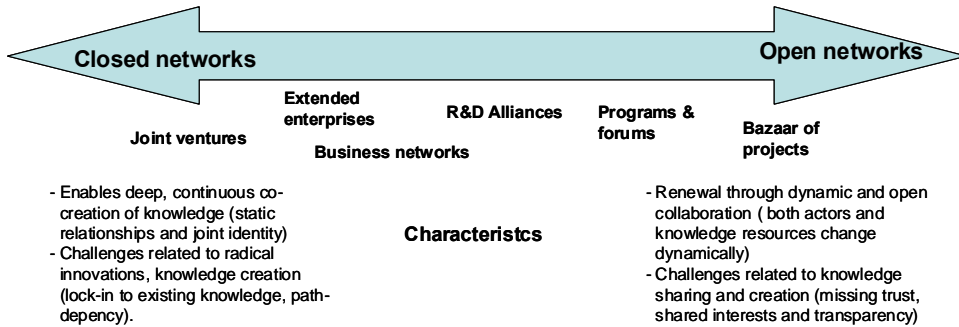 Closed networks
Open networks
Extended
enterprises
R&D Alliances
Programs &
forums
Joint ventures
Business networks
Bazaar of
projects
- Enables deep, continuous co-
creation of knowledge (static
relationships and joint identity)
- Challenges related to radical
innovations, knowledge creation
(lock-in to existing knowledge, path-
depency).
Characteristcs
- Renewal through dynamic and open
collaboration ( both actors and
knowledge resources change
dynamically)
- Challenges related to knowledge
sharing and creation (missing trust,
shared interests and transparency)